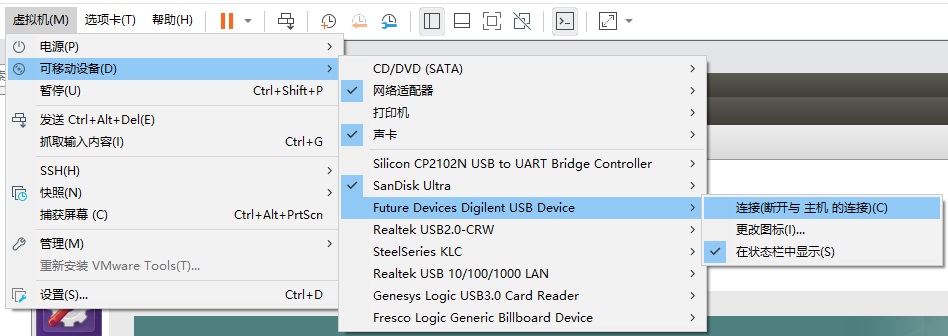 虚拟机(M) 选项卡(T) 帮助(H)
电源(P)
可移动设备(D)
暂停(U) Ctrl+Shift+P
发送 Ctrl+Alt+Del(E)
抓取输入内容(I) Ctrl+G
SSH(H)
快照(N)
捕获屏幕 (C) Ctrl+Alt+PrtScn
管理(M)
重新安装 VMware Tools(T)...
设置(S)... Ctrl+D
CD/DVD (SATA)
网络适配器
打印机
声卡
Silicon CP2102N USB to UART Bridge Controller
SanDisk Ultra
Future Devices Digilent USB Device
Realtek USB2.0-CRW
SteelSeries KLC
Realtek USB 10/100/1000 LAN
Genesys Logic USB3.0 Card Reader
Fresco Logic Generic Billboard Device
连接(断开与 主机 的连接)(C)
更改图标(I)...
在状态栏中显示(S)